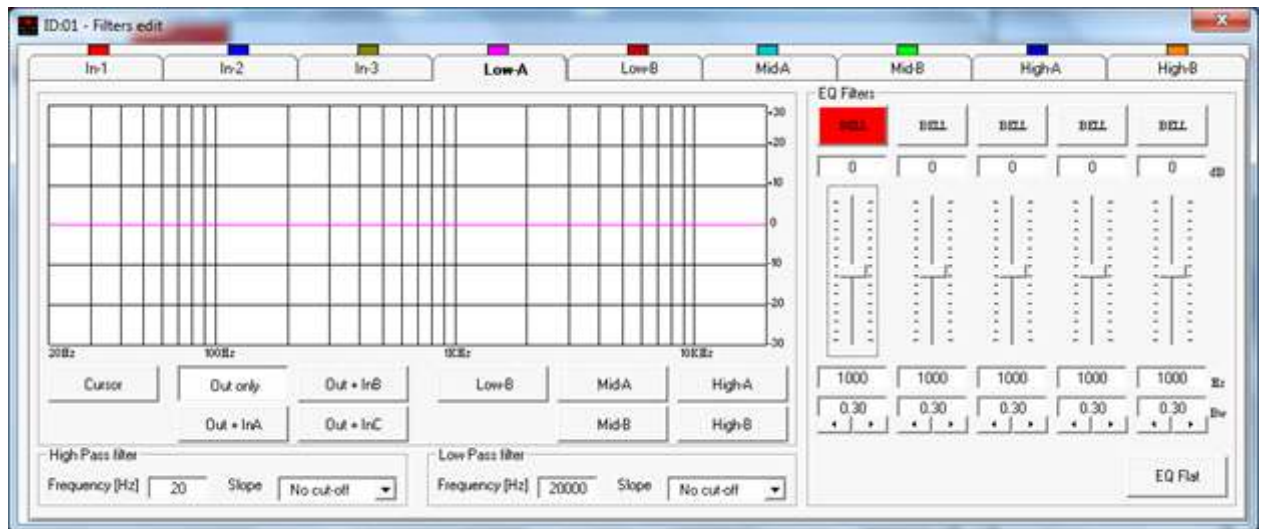 ID:01 - Filters edit
In-1 In-2 In-3 Low-A Low-B Mid-A Mid-B High-A High-B
EQ Filters
BELL BELL BELL BELL BELL
0 0 0 0 0 dB
+30
-20
-10
0
-10
-20
-30
20Hz 100Hz 1KHz 10KHz
Cursor Out only Out + InB Low-B Mid-A High-A
Out + InA Out + InC Mid-B High-B
1000 1000 1000 1000 1000 Hz
0.30 0.30 0.30 0.30 0.30 Bw
High Pass filter
Frequency [Hz] 20 Slope No cut-off
Low Pass filter
Frequency [Hz] 20000 Slope No cut-off
EQ Flat